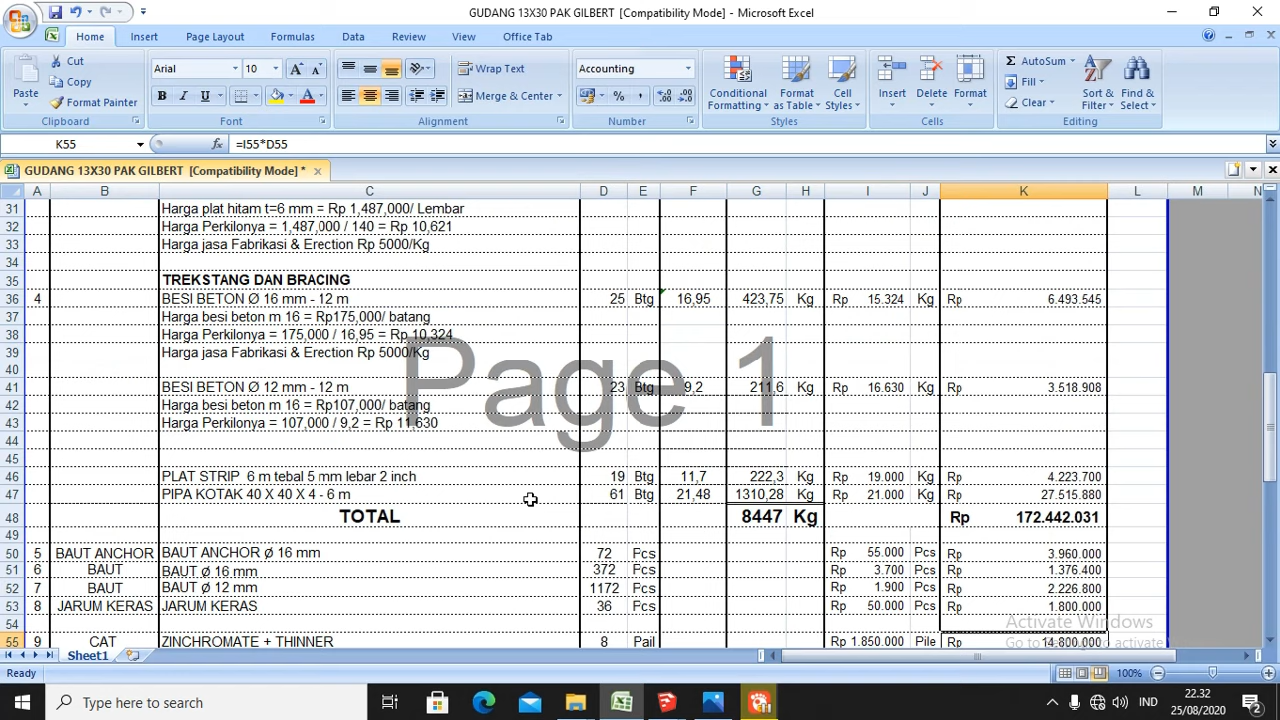 GUDANG 13X30 PAK GILBERT [Compatibility Mode] - Microsoft Excel
Home Insert Page Layout Formulas Data Review View Office Tab
Paste Cut Copy Format Painter Clipboard
Arial 10 B I U Font
Wrap Text Merge & Center Alignment
Accounting % , Number
Conditional Formatting Format as Table Cell Styles Styles
Insert Delete Format Cells
Σ AutoSum Fill Clear Sort & Filter Find & Select Editing
K55 fx =I55*D55
GUDANG 13X30 PAK GILBERT [Compatibility Mode] *
A B C D E F G H I J K L M N
31 Harga plat hitam t=6 mm = Rp 1,487,000/ Lembar
32 Harga Perkilonya = 1,487,000 / 140 = Rp 10,621
33 Harga jasa Fabrikasi & Erection Rp 5000/Kg
34
35 TREKSTANG DAN BRACING
36 4 BESI BETON Ø 16 mm - 12 m 25 Btg 16,95 423,75 Kg Rp 15.324 Kg Rp 6.493.545
37 Harga besi beton m 16 = Rp175,000/ batang
38 Harga Perkilonya = 175,000 / 16,95 = Rp 10,324
39 Harga jasa Fabrikasi & Erection Rp 5000/Kg
40
Page 1
41 BESI BETON Ø 12 mm - 12 m 23 Btg 9,2 211,6 Kg Rp 16.630 Kg Rp 3.518.908
42 Harga besi beton m 16 = Rp107,000/ batang
43 Harga Perkilonya = 107,000 / 9,2 = Rp 11,630
44
45
46 PLAT STRIP 6 m tebal 5 mm lebar 2 inch 19 Btg 11,7 222,3 Kg Rp 19.000 Kg Rp 4.223.700
47 PIPA KOTAK 40 X 40 X 4 - 6 m 61 Btg 21,48 1310,28 Kg Rp 21.000 Kg Rp 27.515.880
48 TOTAL 8447 Kg Rp 172.442.031
49
50 5 BAUT ANCHOR BAUT ANCHOR ø 16 mm 72 Fcs Rp 55.000 Pcs Rp 3.960.000
51 6 BAUT BAUT ø 16 mm 372 Fcs Rp 3.700 Pcs Rp 1.376.400
52 7 BAUT BAUT ø 12 mm 1172 Fcs Rp 1.900 Pcs Rp 2.226.800
53 8 JARUM KERAS JARUM KERAS 36 Fcs Rp 50.000 Pcs Rp 1.800.000
54
Activate Windows
55 9 CAT ZINCHROMATE + THINNER 8 Pail Rp 1.850.000 Pile Rp 14.800.000
Go to Settings to activate
Sheet1
Ready 100%
Type here to search
IND 22.32
25/08/2020 2